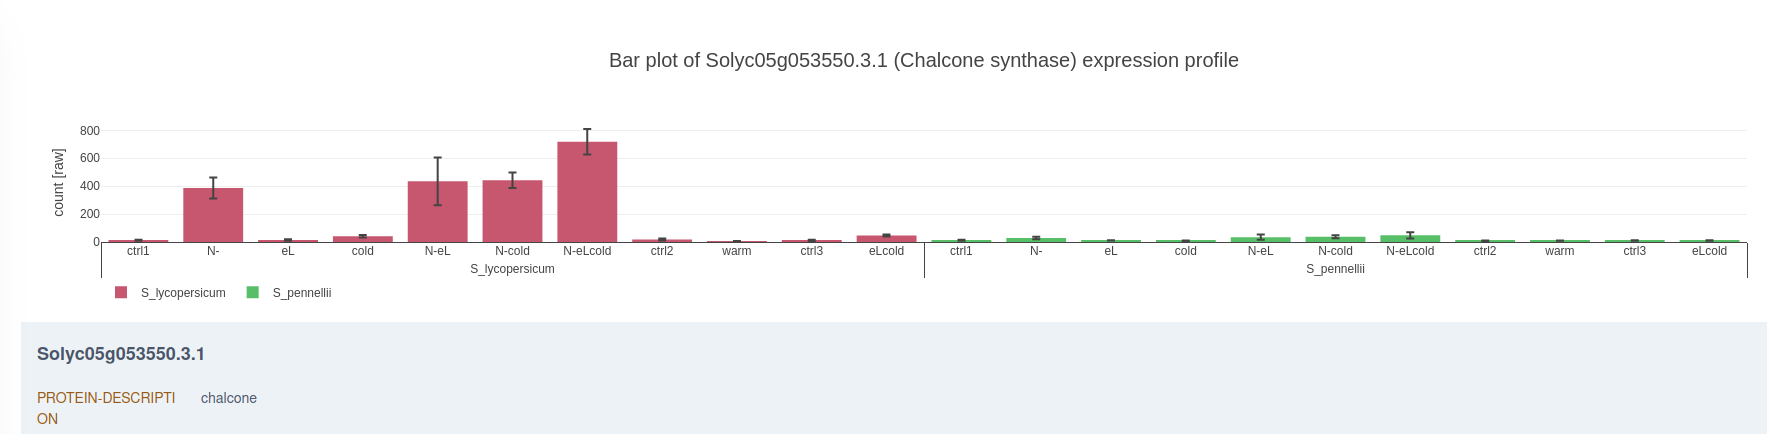 Bar plot of Solyc05g053550.3.1 (Chalcone synthase) expression profile
count [raw]
800
600
400
200
0
ctrl1 N- eL cold N-eL N-cold N-eLcold ctrl2 warm ctrl3 eLcold ctrl1 N- eL cold N-eL N-cold N-eLcold ctrl2 warm ctrl3 eLcold
S_lycopersicum S_pennellii
S_lycopersicum S_pennellii
Solyc05g053550.3.1
PROTEIN-DESCRIPTI chalcone
ON